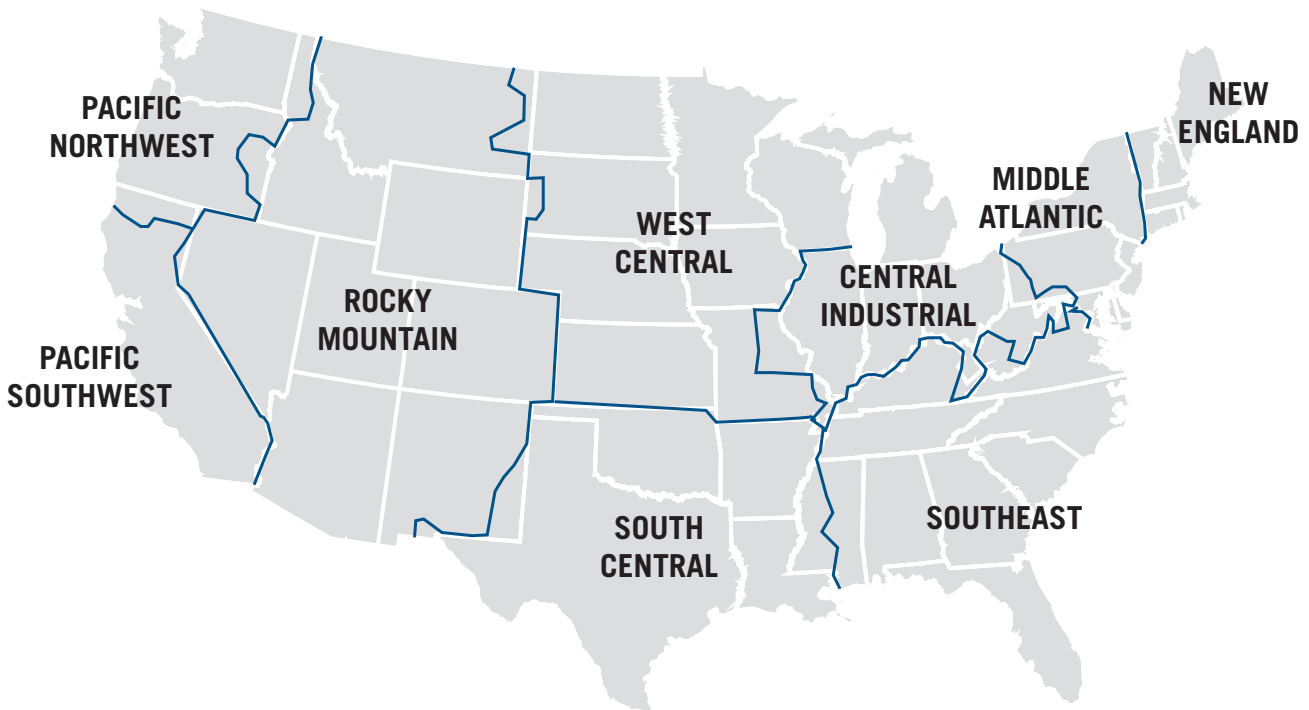 PACIFIC
NORTHWEST
NEW
ENGLAND
MIDDLE
ATLANTIC
WEST
CENTRAL
CENTRAL
INDUSTRIAL
ROCKY
MOUNTAIN
PACIFIC
SOUTHWEST
SOUTH
CENTRAL
SOUTHEAST